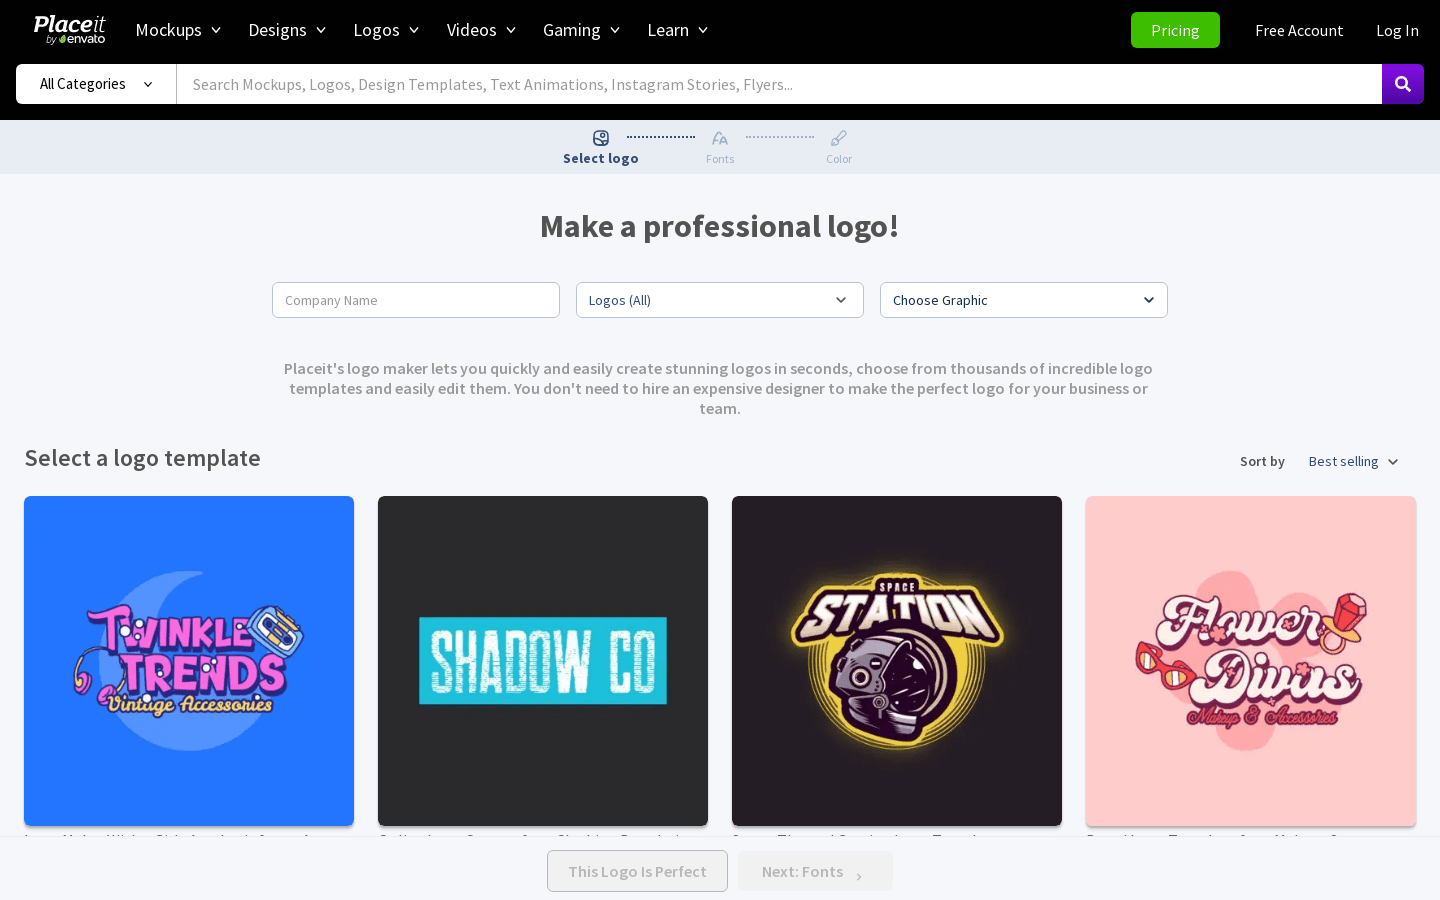 Placeit
by envato
Mockups
Designs
Logos
Videos
Gaming
Learn
Pricing
Free Account
Log In
All Categories
Search Mockups, Logos, Design Templates, Text Animations, Instagram Stories, Flyers...
Select logo
Fonts
Color
Make a professional logo!
Company Name
Logos (All)
Choose Graphic
Placeit's logo maker lets you quickly and easily create stunning logos in seconds, choose from thousands of incredible logo
templates and easily edit them. You don't need to hire an expensive designer to make the perfect logo for your business or
team.
Select a logo template
Sort by
Best selling
TWINKLE
TRENDS
Vintage Accessories
SHADOW CO
SPACE
STATION
Flower
Divas
Makeup & Accessories
This Logo Is Perfect
Next: Fonts